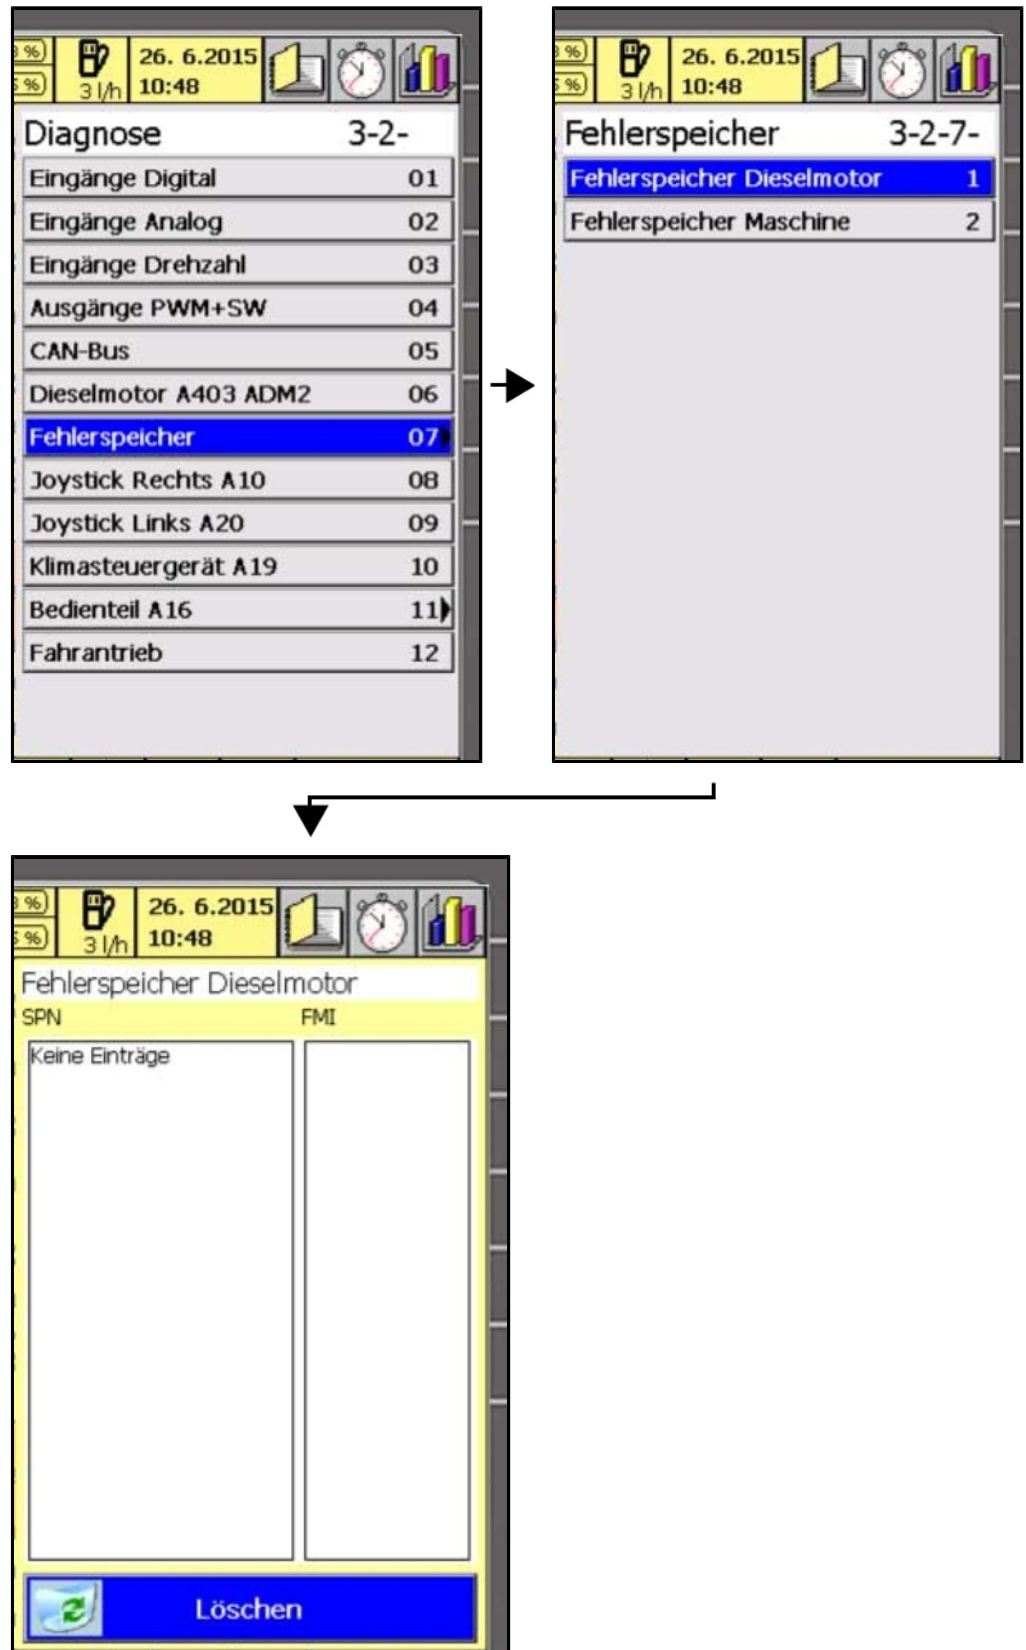 3 %
5 %
3 l/h
26. 6.2015
10:48
Diagnose 3-2-
Eingänge Digital 01
Eingänge Analog 02
Eingänge Drehzahl 03
Ausgänge PWM+SW 04
CAN-Bus 05
Dieselmotor A403 ADM2 06
Fehlerspeicher 07
Joystick Rechts A10 08
Joystick Links A20 09
Klimasteuergerät A19 10
Bedienteil A16 11
Fahrantrieb 12
%
%
3 l/h
26. 6.2015
10:48
Fehlerspeicher 3-2-7-
Fehlerspeicher Dieselmotor 1
Fehlerspeicher Maschine 2
%
%
3 l/h
26. 6.2015
10:48
Fehlerspeicher Dieselmotor
SPN FMI
Keine Einträge
Löschen